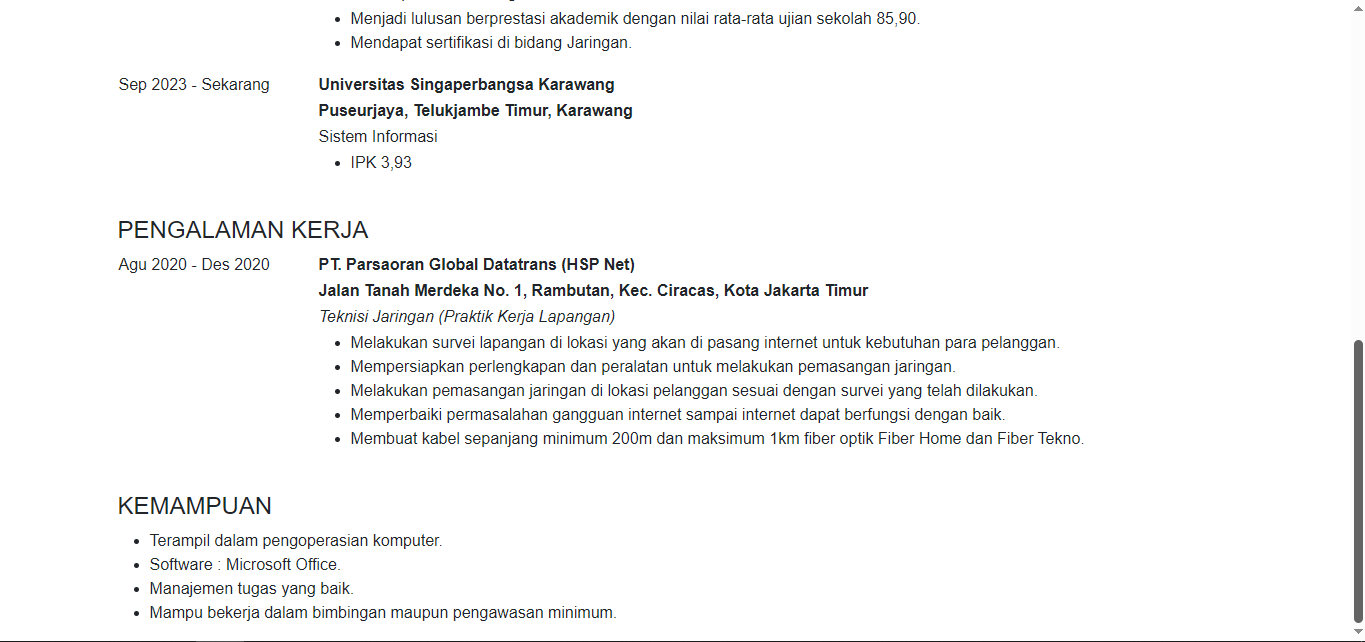 Menjadi lulusan berprestasi akademik dengan nilai rata-rata ujian sekolah 85,90.
Mendapat sertifikasi di bidang Jaringan.
Sep 2023 - Sekarang
Universitas Singaperbangsa Karawang
Puseurjaya, Telukjambe Timur, Karawang
Sistem Informasi
IPK 3,93
PENGALAMAN KERJA
Agu 2020 - Des 2020
PT. Parsaoran Global Datatrans (HSP Net)
Jalan Tanah Merdeka No. 1, Rambutan, Kec. Ciracas, Kota Jakarta Timur
Teknisi Jaringan (Praktik Kerja Lapangan)
Melakukan survei lapangan di lokasi yang akan di pasang internet untuk kebutuhan para pelanggan.
Mempersiapkan perlengkapan dan peralatan untuk melakukan pemasangan jaringan.
Melakukan pemasangan jaringan di lokasi pelanggan sesuai dengan survei yang telah dilakukan.
Memperbaiki permasalahan gangguan internet sampai internet dapat berfungsi dengan baik.
Membuat kabel sepanjang minimum 200m dan maksimum 1km fiber optik Fiber Home dan Fiber Tekno.
KEMAMPUAN
Terampil dalam pengoperasian komputer.
Software : Microsoft Office.
Manajemen tugas yang baik.
Mampu bekerja dalam bimbingan maupun pengawasan minimum.